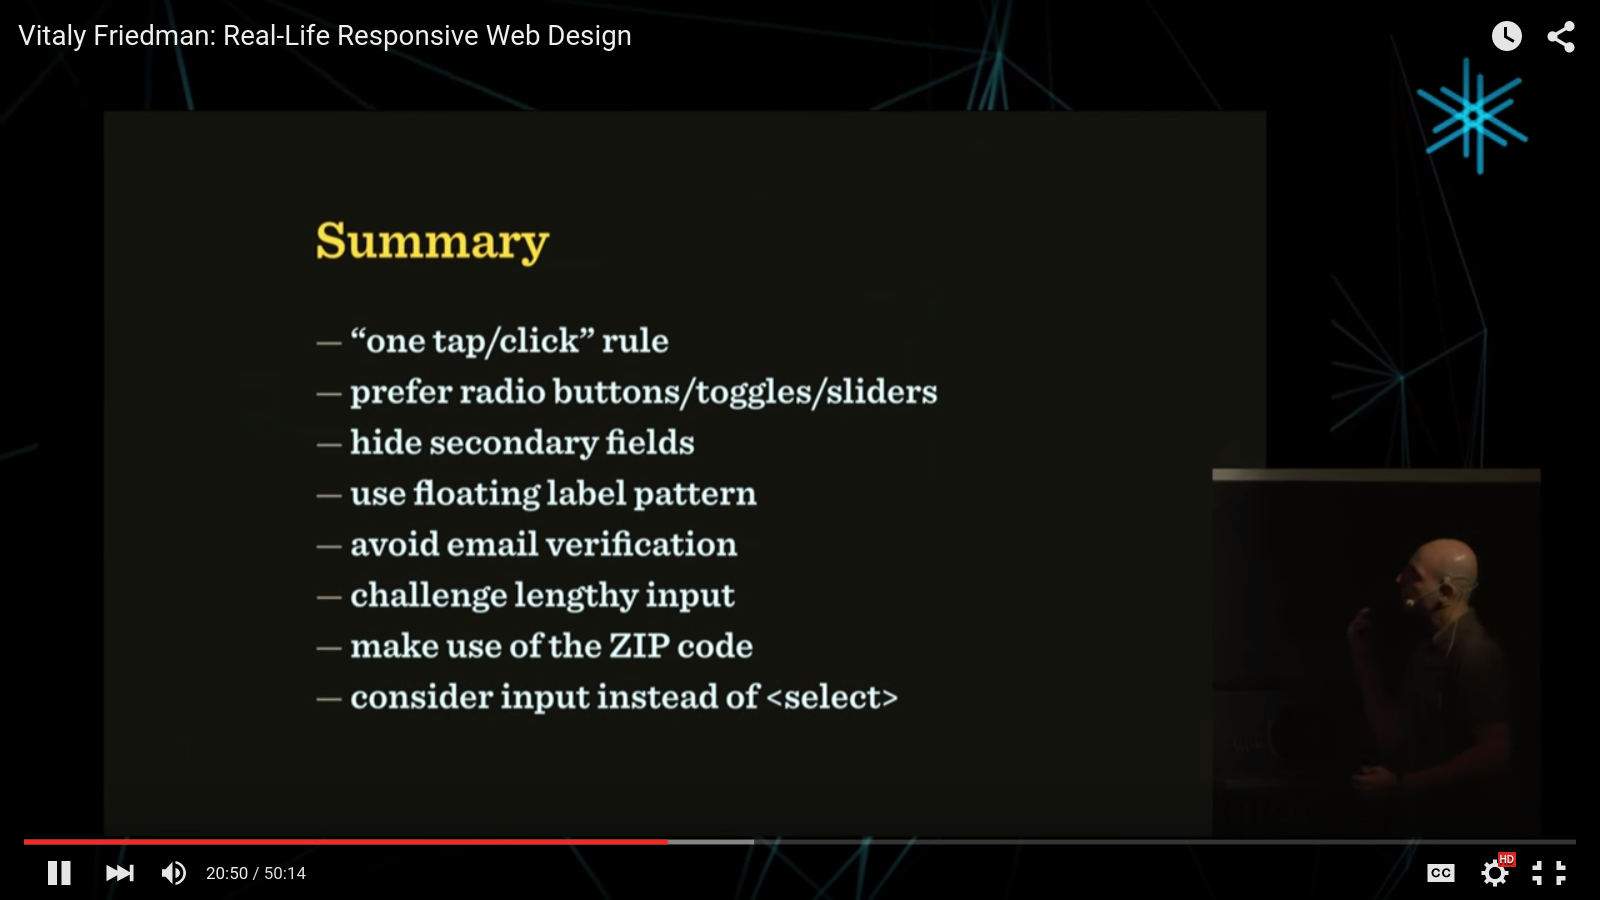 Vitaly Friedman: Real-Life Responsive Web Design
Summary
— “one tap/click” rule
— prefer radio buttons/toggles/sliders
— hide secondary fields
— use floating label pattern
— avoid email verification
— challenge lengthy input
— make use of the ZIP code
— consider input instead of <select>
20:50 / 50:14
CC
HD